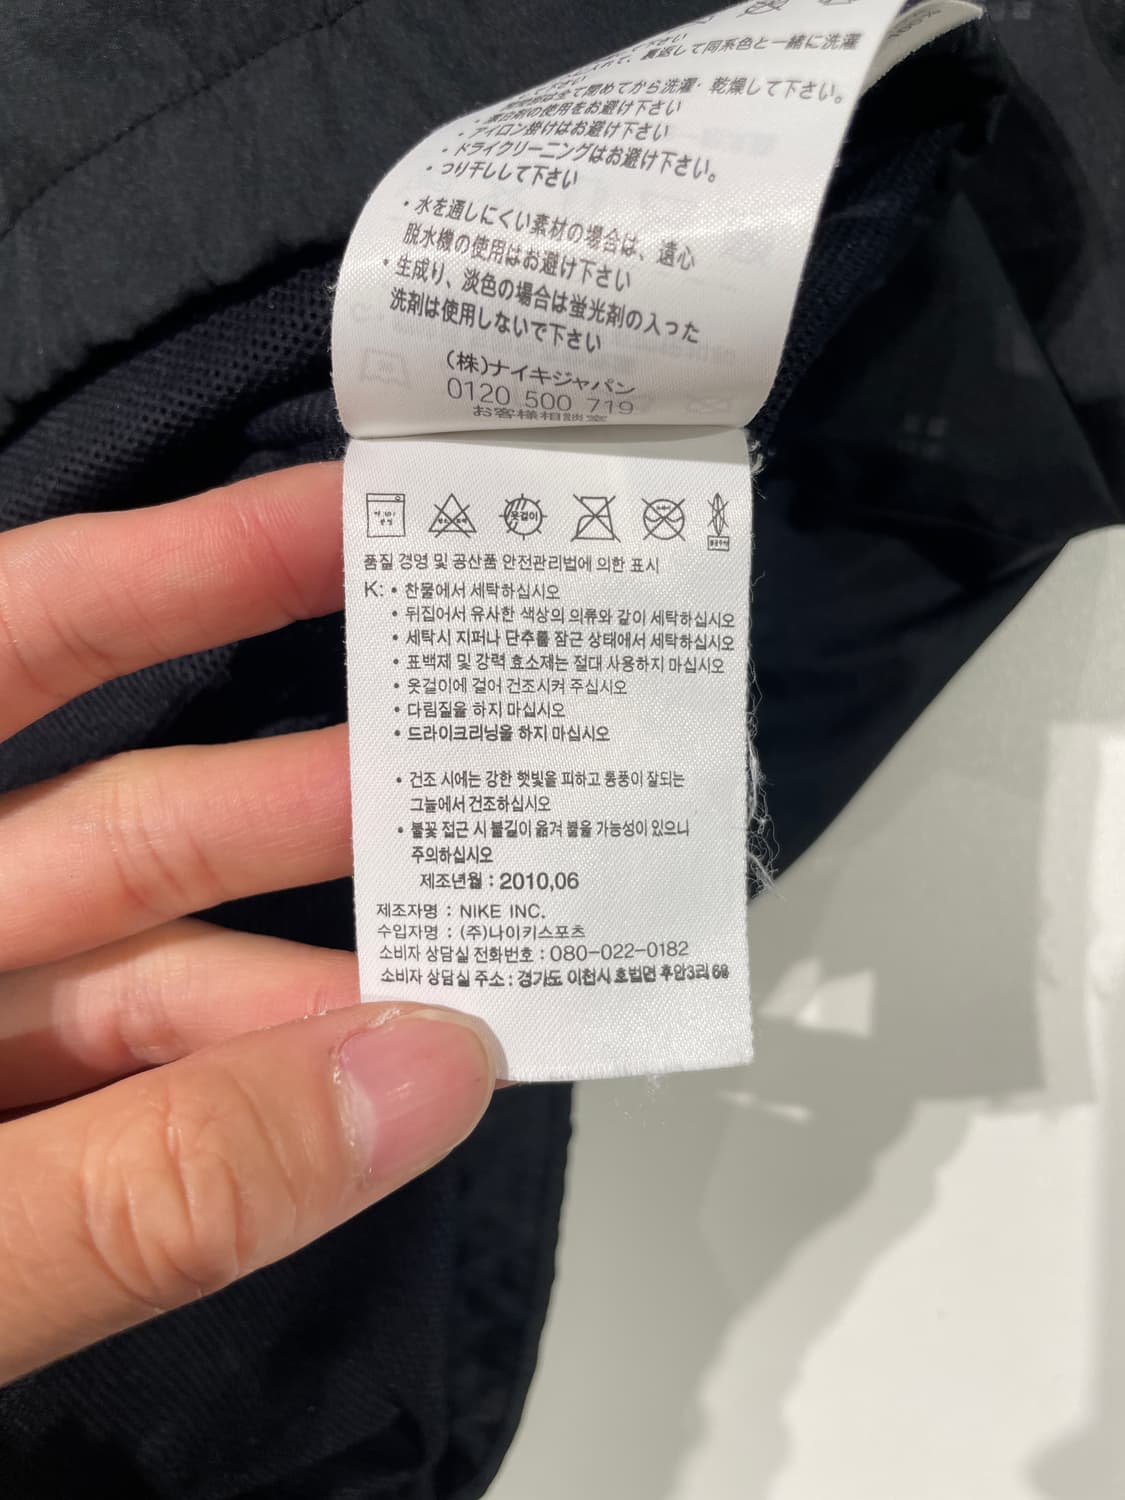 入れて、裏返して同系色と一緒に洗濯
閉めてから洗濯・乾燥して下さい。
の使用をお避け下さい
・アイロン掛けはお避け下さい
・ドライクリーニングはお避け下さい。
・つり干しして下さい
・水を通しにくい素材の場合は、遠心
脱水機の使用はお避け下さい
・生成り、淡色の場合は蛍光剤の入った
洗剤は使用しないで下さい
(株)ナイキジャパン
0120 500 719
お客様相談室
옷걸이
품질 경영 및 공산품 안전관리법에 의한 표시
K: • 찬물에서 세탁하십시오
• 뒤집어서 유사한 색상의 의류와 같이 세탁하십시오
• 세탁시 지퍼나 단추를 잠근 상태에서 세탁하십시오
• 표백제 및 강력 효소제는 절대 사용하지 마십시오
• 옷걸이에 걸어 건조시켜 주십시오
• 다림질을 하지 마십시오
• 드라이크리닝을 하지 마십시오
• 건조 시에는 강한 햇빛을 피하고 통풍이 잘되는
그늘에서 건조하십시오
• 불꽃 접근 시 불길이 옮겨 붙을 가능성이 있으니
주의하십시오
제조년월 : 2010,06
제조자명 : NIKE INC.
수입자명 : (주)나이키스포츠
소비자 상담실 전화번호 : 080-022-0182
소비자 상담실 주소 : 경기도 이천시 호법면 후안3리